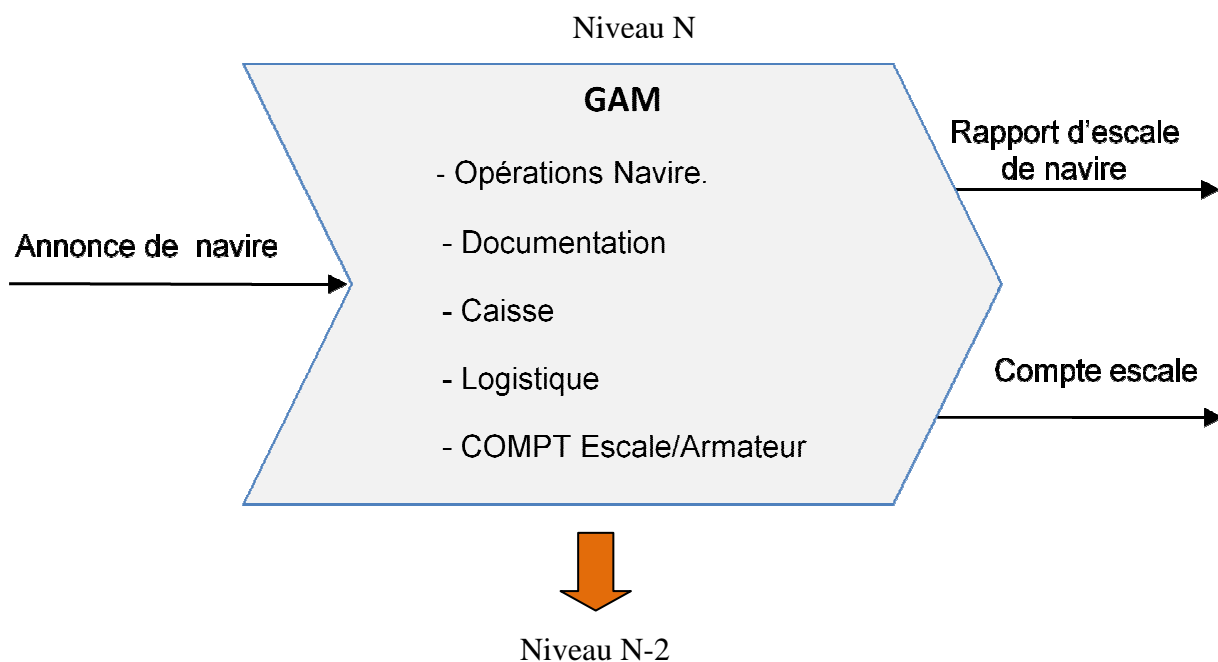 Niveau N
GAM
- Opérations Navire.
- Documentation
- Caisse
- Logistique
- COMPT Escale/Armateur
Annonce de navire
Rapport d'escale
de navire
Compte escale
Niveau N-2